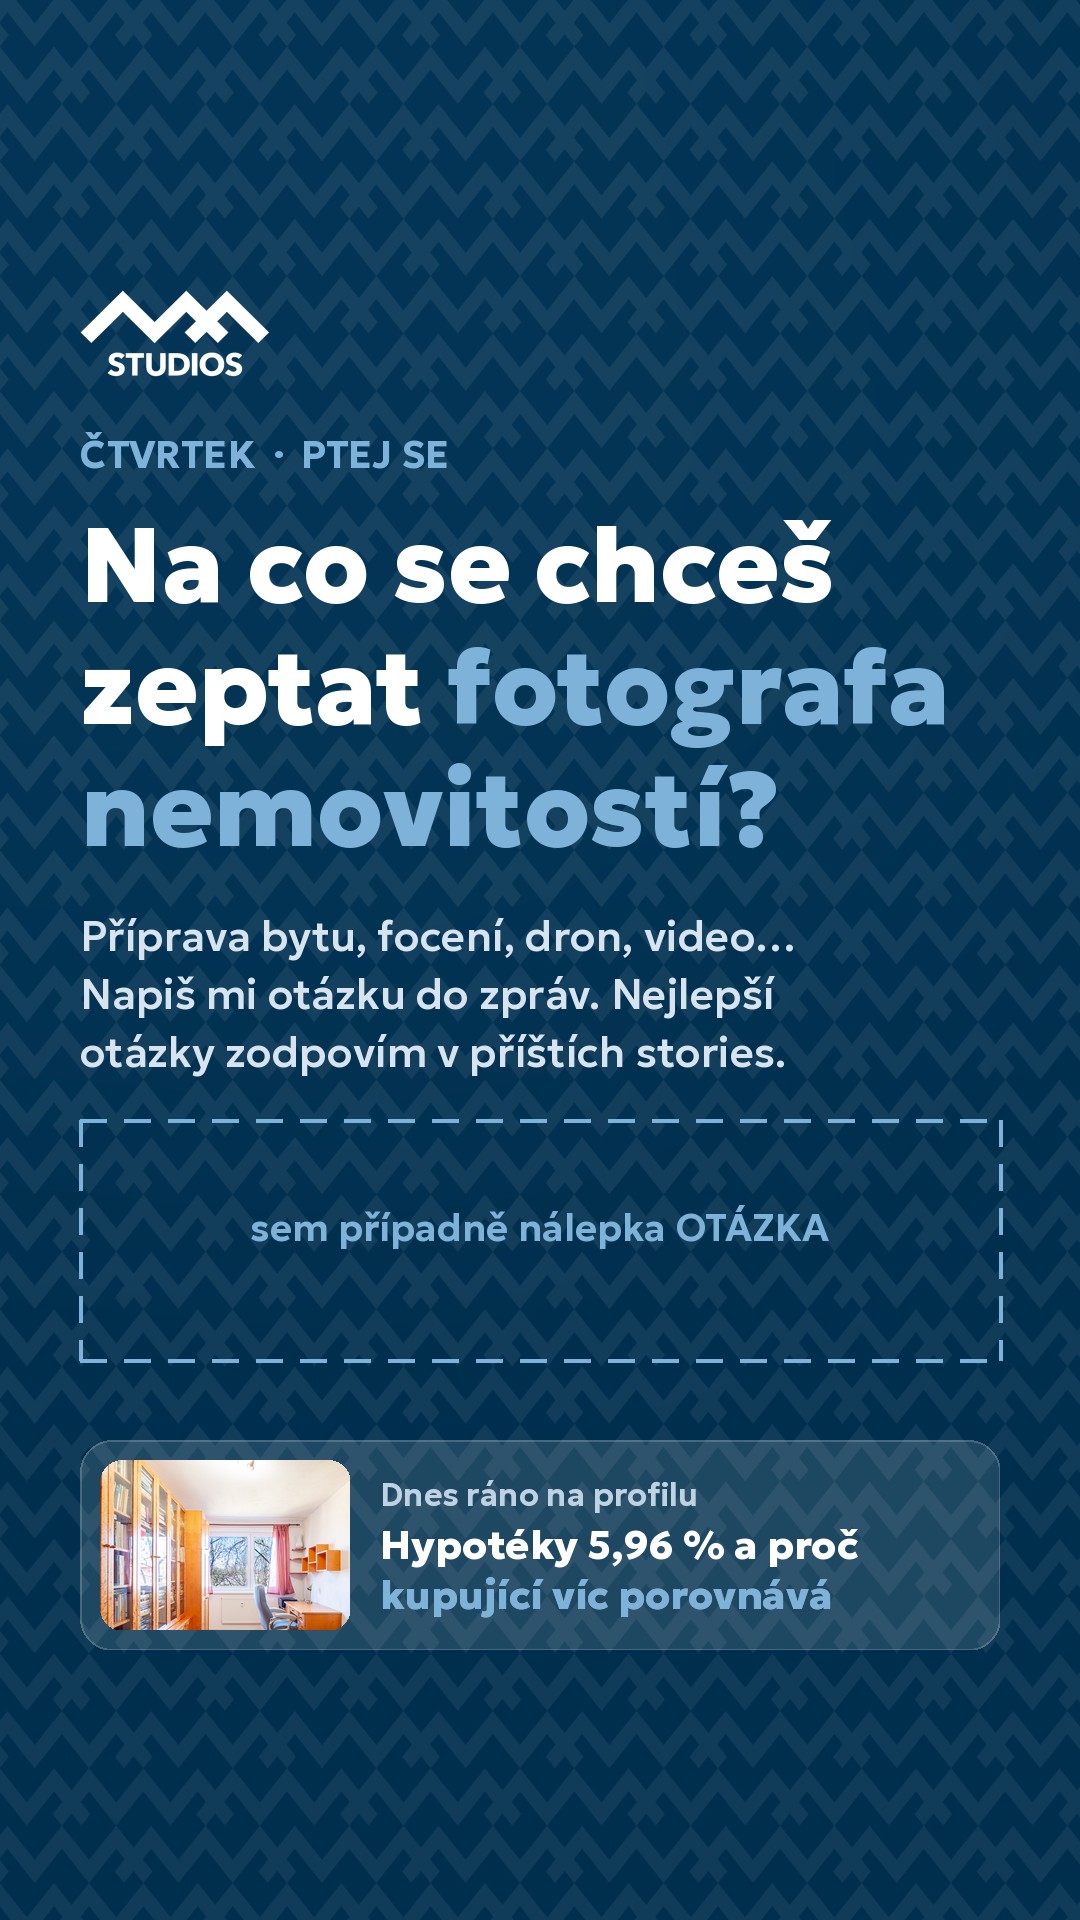 STUDIOS
ČTVRTEK · PTEJ SE
Na co se chceš
zeptat fotografa
nemovitostí?
Příprava bytu, focení, dron, video…
Napiš mi otázku do zpráv. Nejlepší
otázky zodpovím v příštích stories.
sem případně nálepka OTÁZKA
Dnes ráno na profilu
Hypotéky 5,96 % a proč
kupující víc porovnává